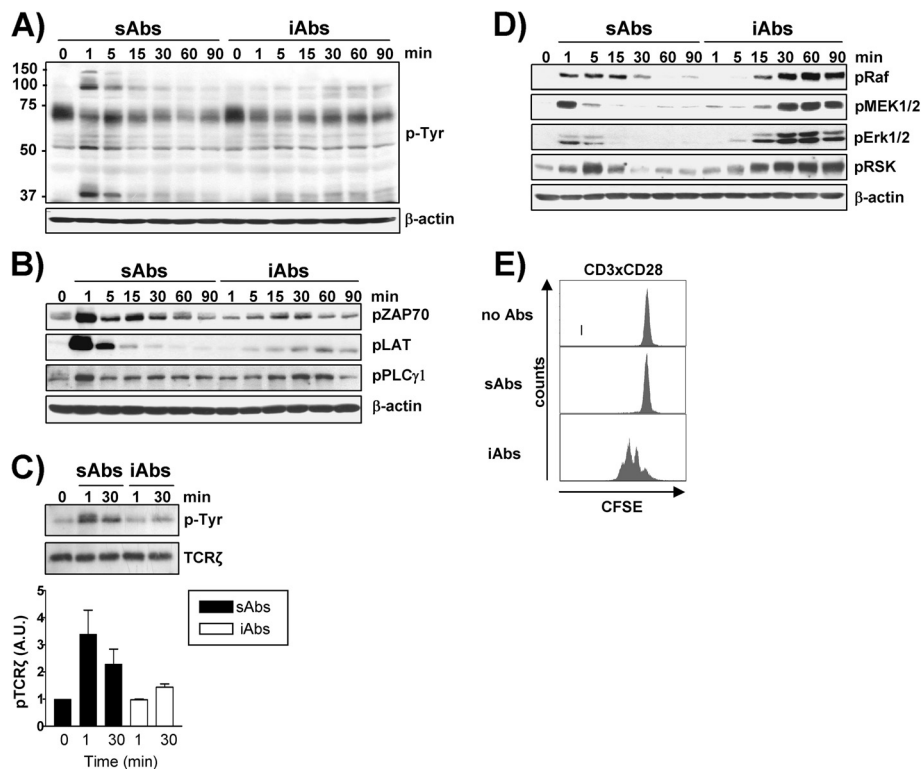 A)
sAbs iAbs
0 1 5 15 30 60 90 0 1 5 15 30 60 90 min
150
100
75
50
37
p-Tyr
β-actin
B)
sAbs iAbs
0 1 5 15 30 60 90 1 5 15 30 60 90 min
pZAP70
pLAT
pPLCγ1
β-actin
C)
sAbs iAbs
0 1 30 1 30 min
p-Tyr
TCRζ
pTCRζ (A.U.)
5
4
3
2
1
0
0 1 30 1 30
Time (min)
sAbs
iAbs
D)
sAbs iAbs
0 1 5 15 30 60 90 1 5 15 30 60 90 min
pRaf
pMEK1/2
pErk1/2
pRSK
β-actin
E)
CD3xCD28
no Abs
sAbs
iAbs
counts
CFSE